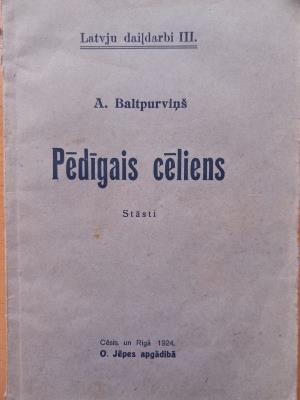 Latvju daiļdarbi III.
A. Baltpurviņš
Pēdīgais cēliens
Stāsti
Cēsis un Rīgā 1924.
O. Jēpes apgādībā